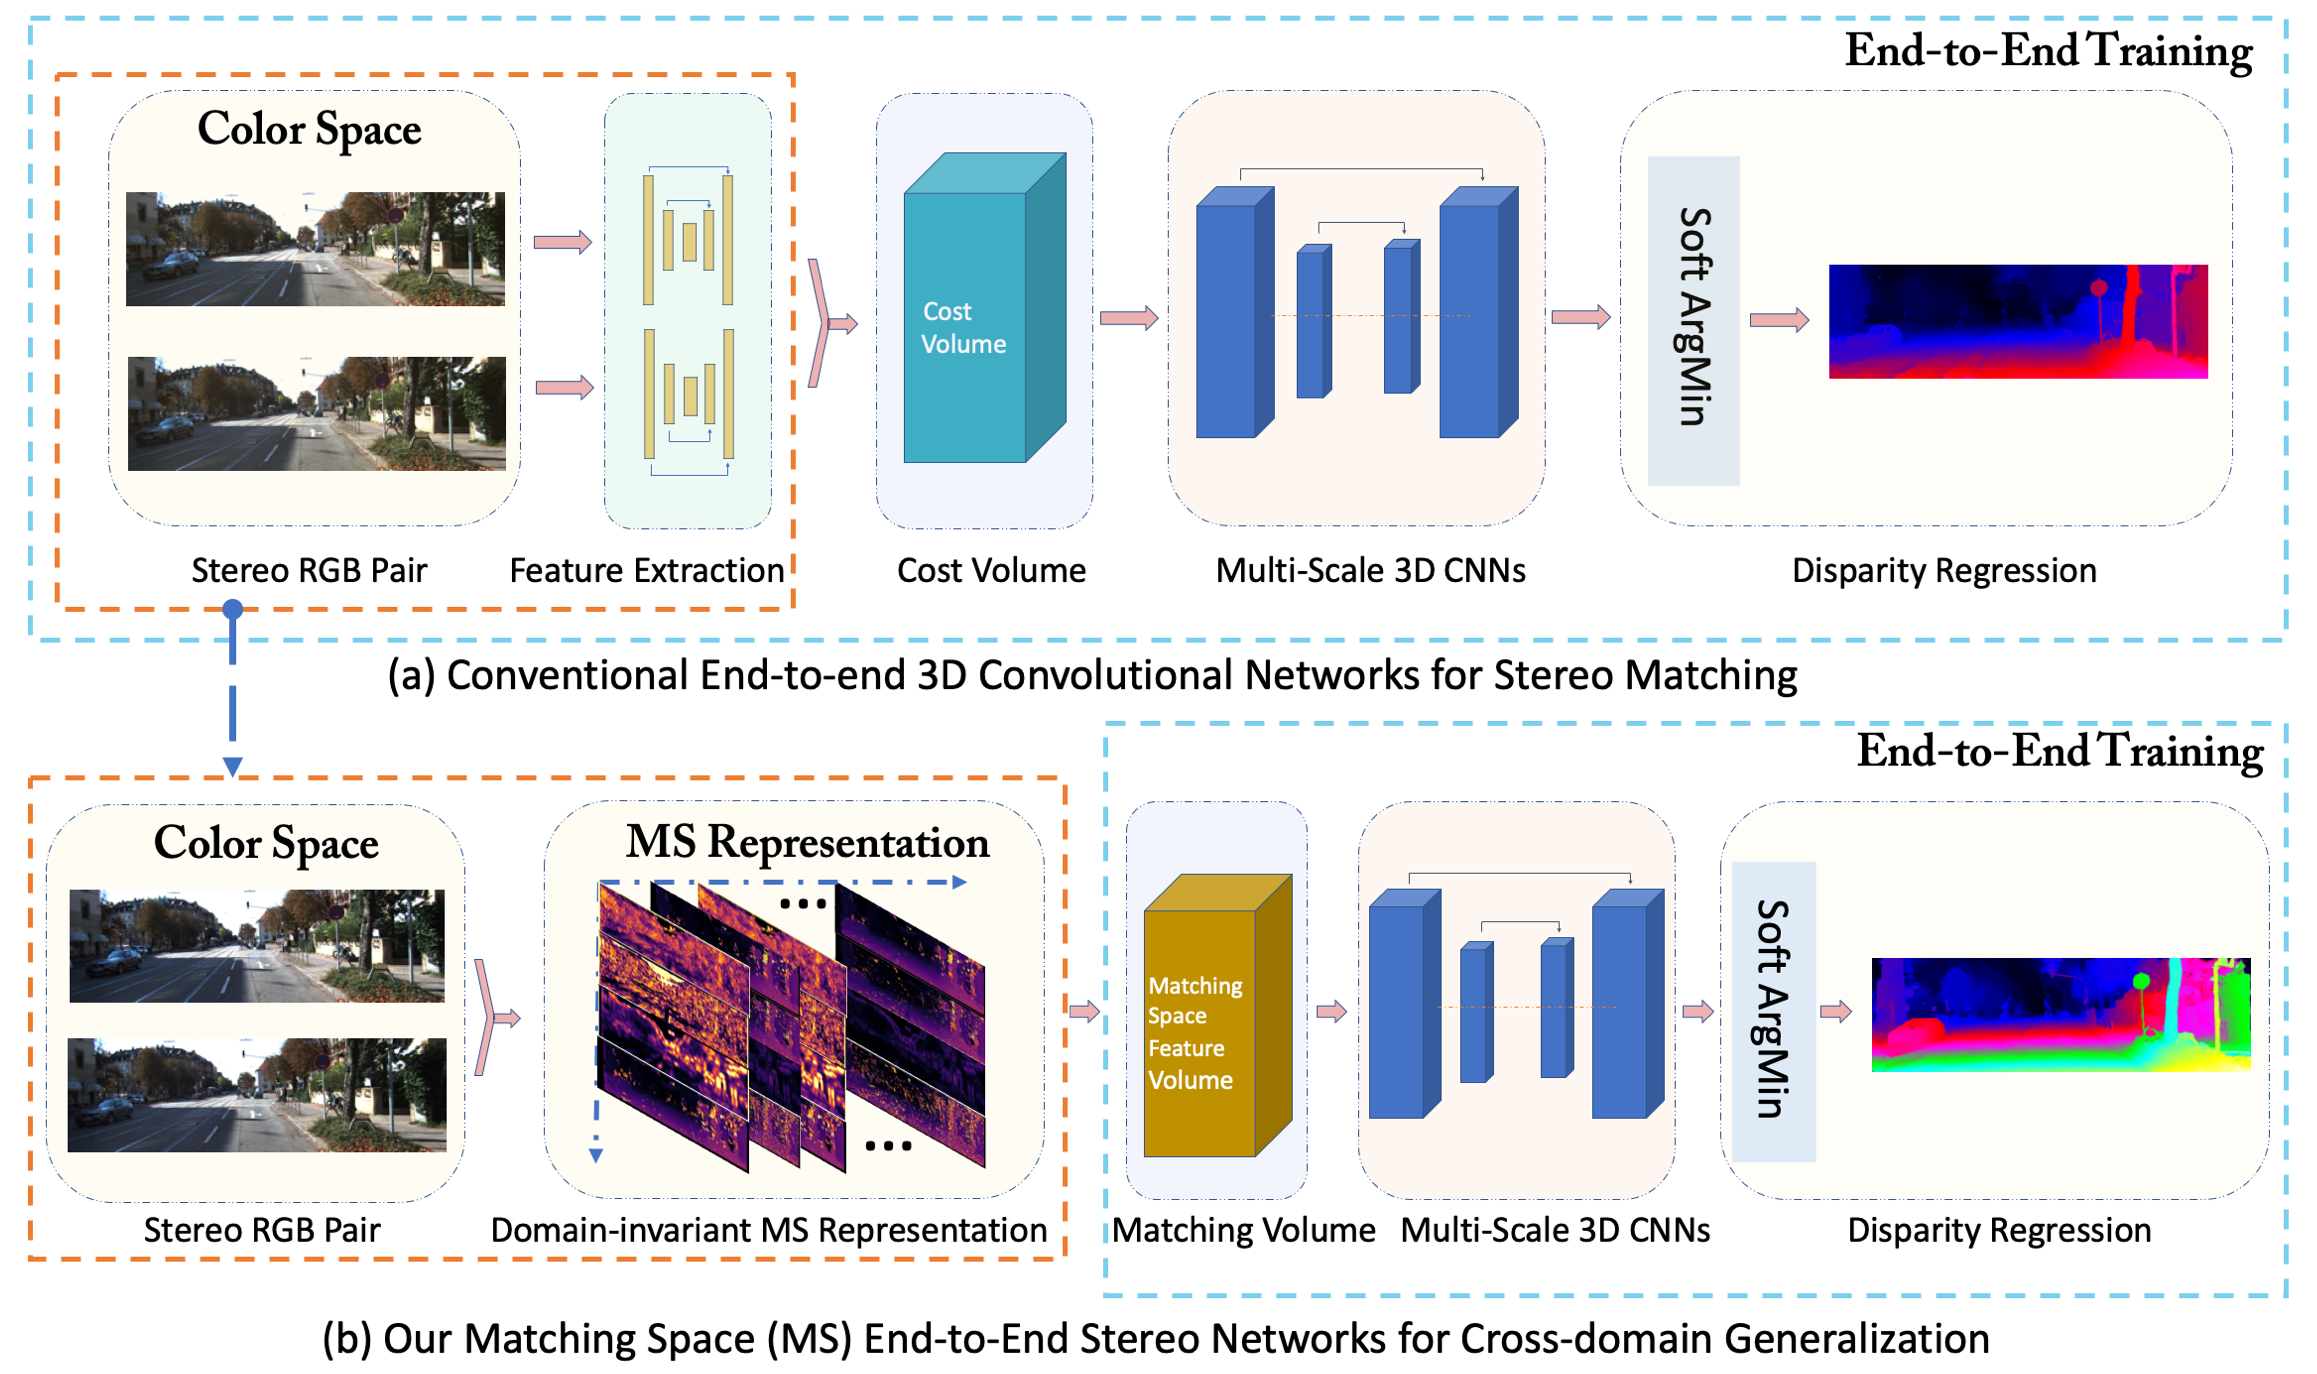 End-to-End Training
Color Space
Cost
Volume
Soft ArgMin
Stereo RGB Pair
Feature Extraction
Cost Volume
Multi-Scale 3D CNNs
Disparity Regression
(a) Conventional End-to-end 3D Convolutional Networks for Stereo Matching
End-to-End Training
Color Space
MS Representation
...
...
Matching
Space
Feature
Volume
Soft ArgMin
Stereo RGB Pair
Domain-invariant MS Representation
Matching Volume
Multi-Scale 3D CNNs
Disparity Regression
(b) Our Matching Space (MS) End-to-End Stereo Networks for Cross-domain Generalization